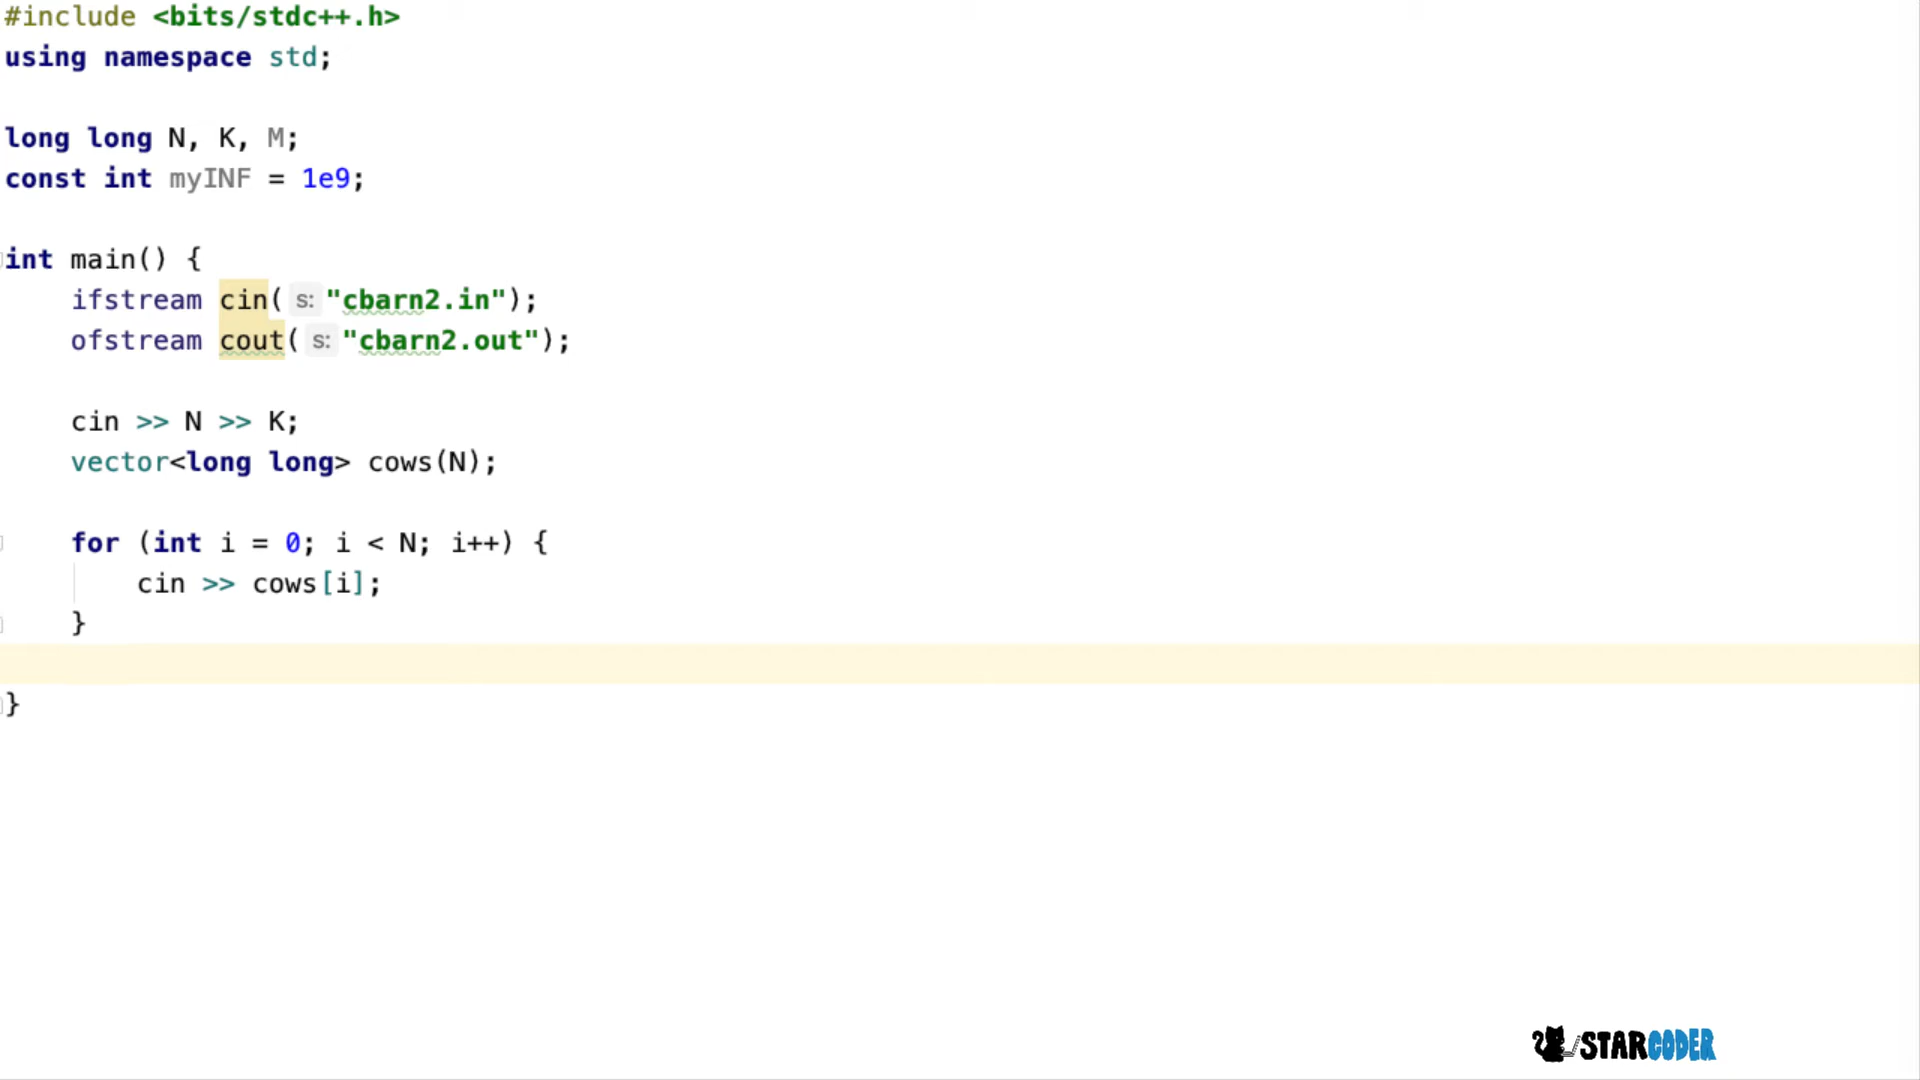 #include <bits/stdc++.h>
using namespace std;
long long N, K, M;
const int myINF = 1e9;
int main() {
    ifstream cin( s: "cbarn2.in");
    ofstream cout( s: "cbarn2.out");
    cin >> N >> K;
    vector<long long> cows(N);
    for (int i = 0; i < N; i++) {
        cin >> cows[i];
    }
}
STARCODER